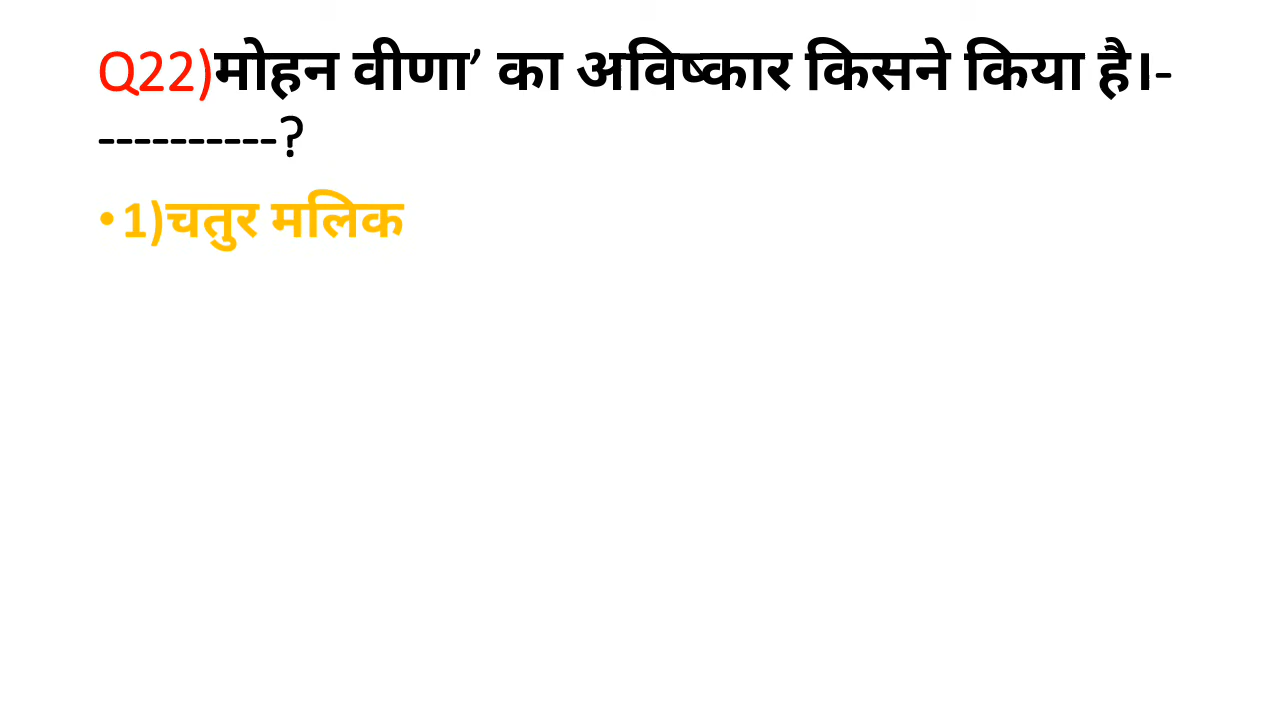 Q22)मोहन वीणा’ का अविष्कार किसने किया है।-
----------?
•1)चतुर मलिक